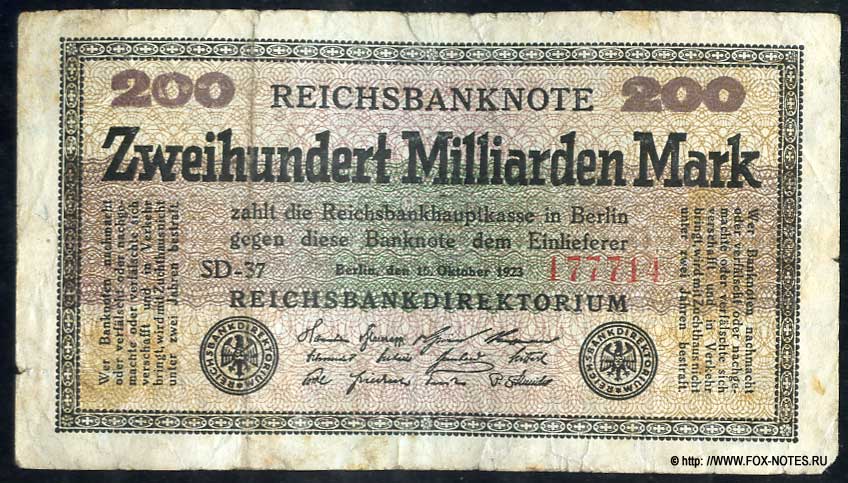 200 REICHSBANKNOTE 200
Zweihundert Milliarden Mark
zahlt die Reichsbankhauptkasse in Berlin
gegen diese Banknote dem Einlieferer
SD-37 Berlin, den 15. Oktober 1923 177714
REICHSBANKDIREKTORIUM
Wer Banknoten nachmacht
oder verfälscht oder nachge-
machte oder verfälschte sich
verschafft und in Verkehr
bringt, wird mit Zuchthaus nicht
unter zwei Jahren bestraft.
Wer Banknoten nachmacht
oder verfälscht oder nachge-
machte oder verfälschte sich
verschafft und in Verkehr
bringt, wird mit Zuchthaus nicht
unter zwei Jahren bestraft
REICHSBANKDIREKTORIUM
REICHSBANKDIREKTORIUM
© http: //WWW.FOX-NOTES.RU